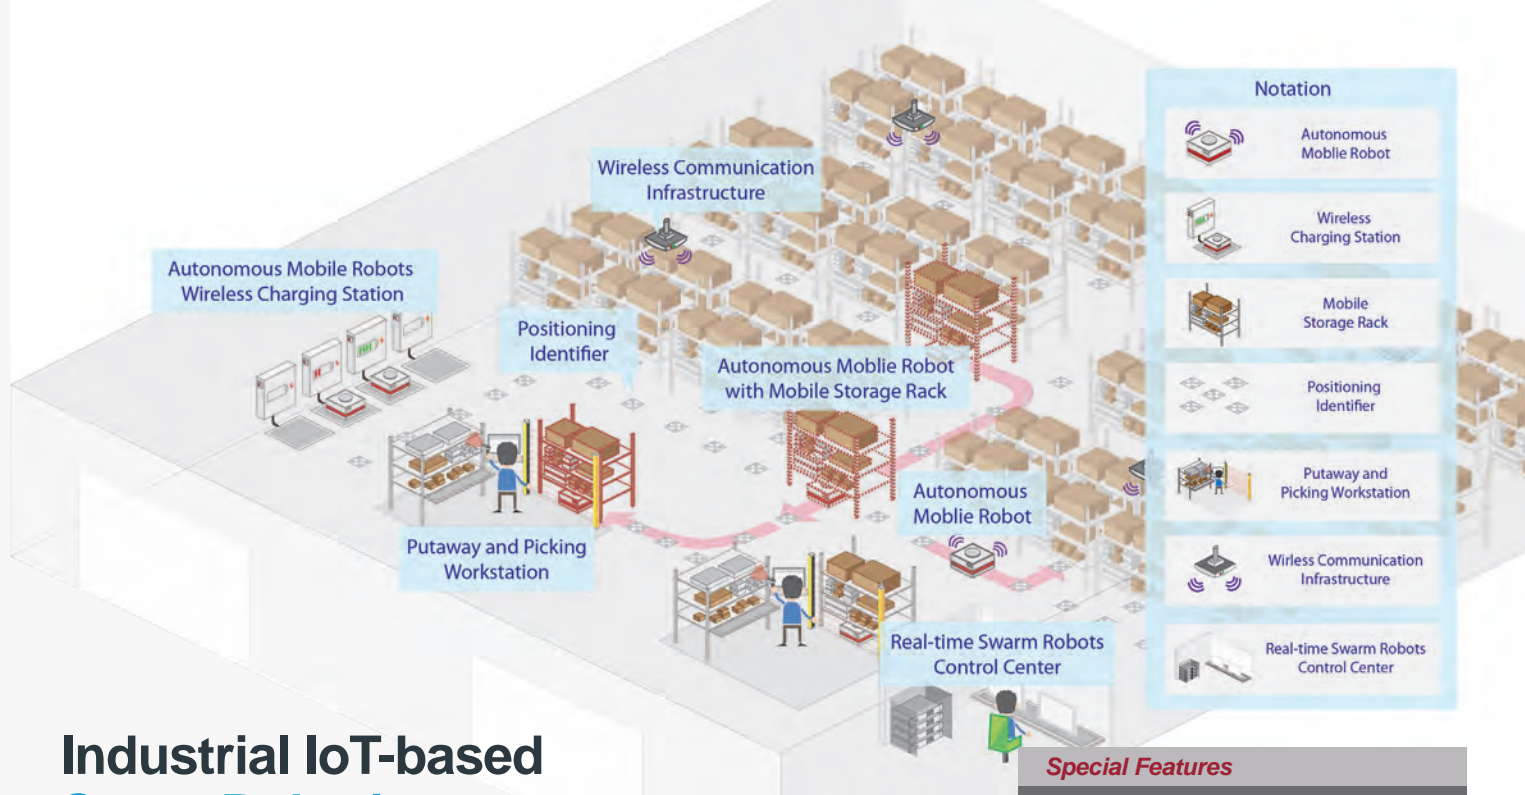 Wireless Communication
Infrastructure
Autonomous Mobile Robots
Wireless Charging Station
Positioning
Identifier
Autonomous Moblie Robot
with Mobile Storage Rack
Autonomous
Moblie Robot
Putaway and Picking
Workstation
Real-time Swarm Robots
Control Center
Notation
Autonomous
Moblie Robot
Wireless
Charging Station
Mobile
Storage Rack
Positioning
Identifier
Putaway and
Picking Workstation
Wirless Communication
Infrastructure
Real-time Swarm Robots
Control Center
Industrial IoT-based
Special Features